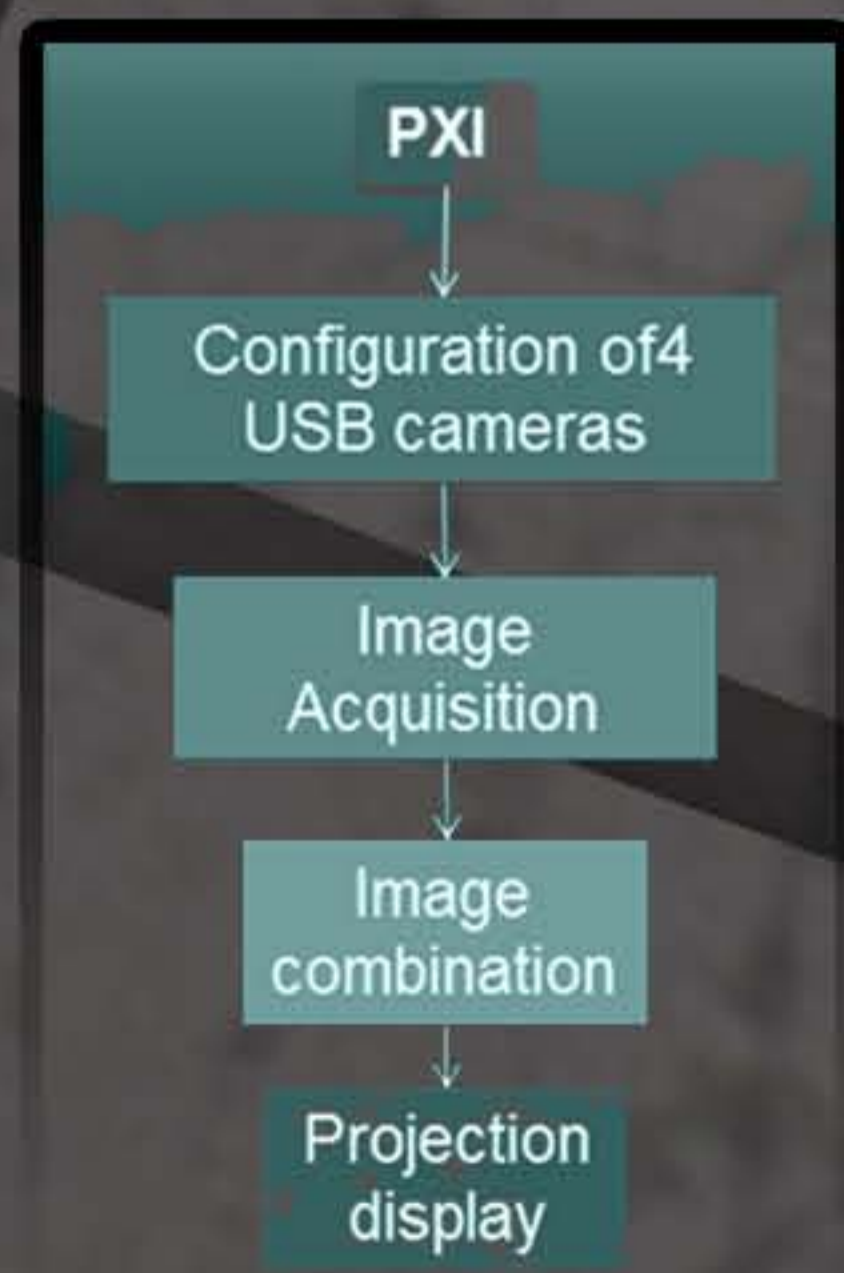 PXI
Configuration of4
USB cameras
Image
Acquisition
Image
combination
Projection
display